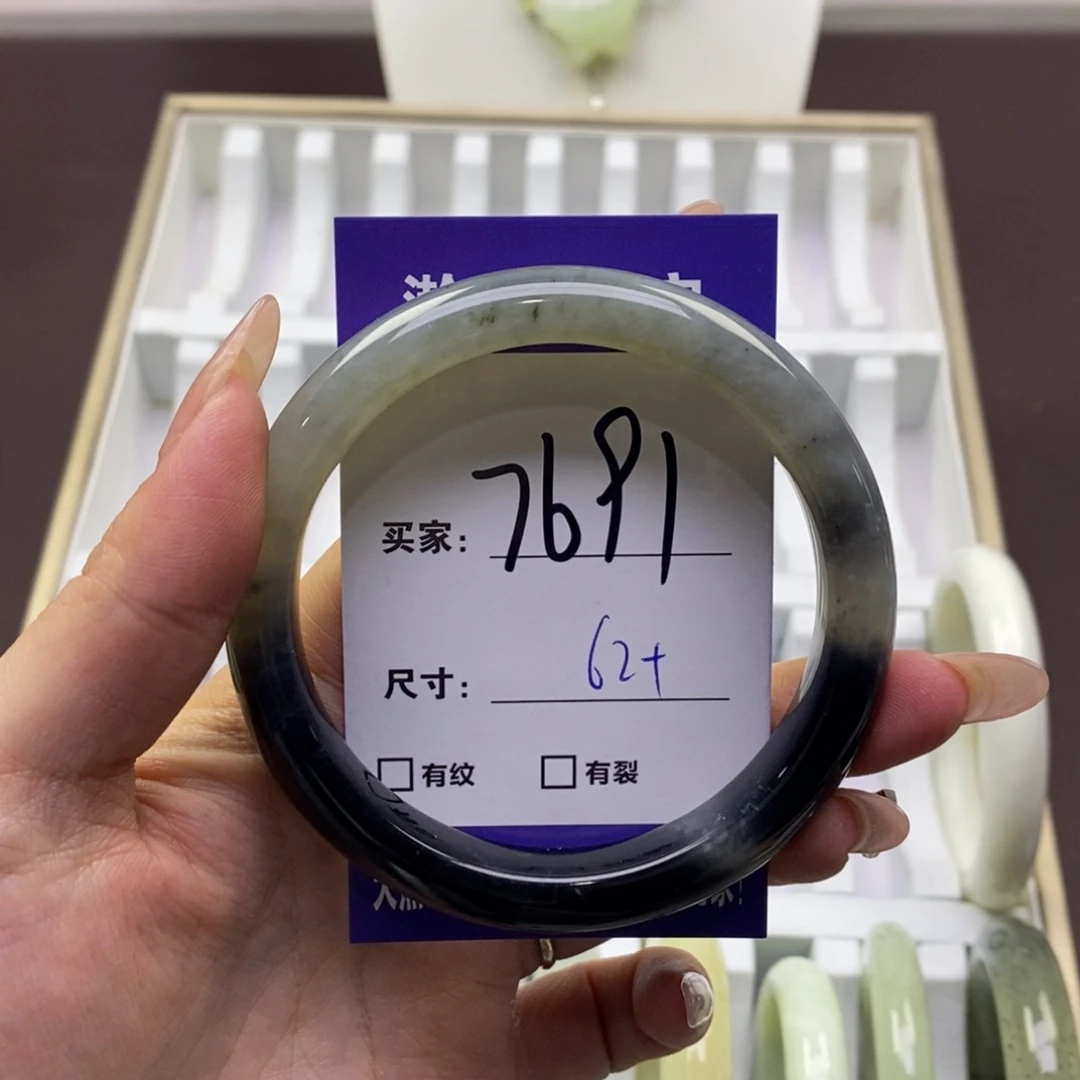 买家: 7691
尺寸: 62+
□有纹 □有裂